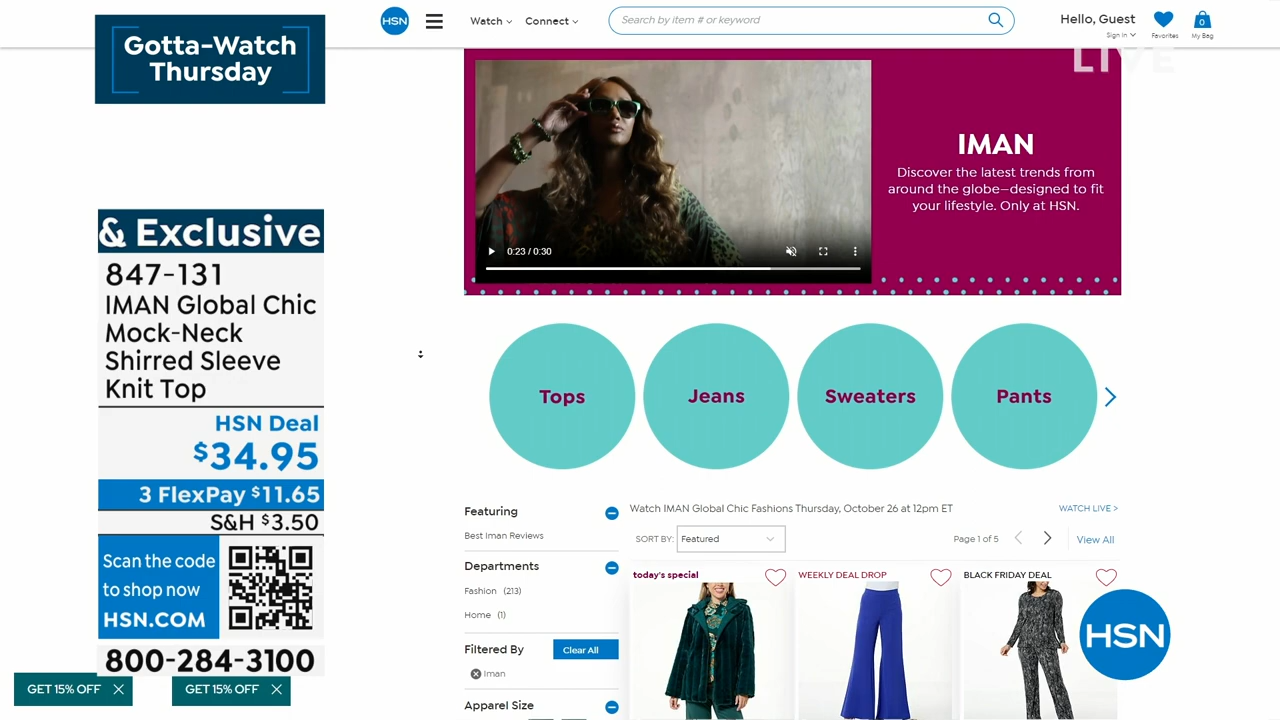 Gotta-Watch
Thursday
& Exclusive
847-131
IMAN Global Chic
Mock-Neck
Shirred Sleeve
Knit Top
HSN Deal
$34.95
3 FlexPay $11.65
S&H $3.50
Scan the code
to shop now
HSN.COM
800-284-3100
GET 15% OFF
GET 15% OFF
HSN
Watch
Connect
Search by item # or keyword
Hello, Guest
Sign In
Favorites
0
My Bag
LIVE
IMAN
Discover the latest trends from
around the globe—designed to fit
your lifestyle. Only at HSN.
0:23 / 0:30
Tops
Jeans
Sweaters
Pants
Featuring
Best Iman Reviews
Departments
Fashion (213)
Home (1)
Filtered By
Clear All
Iman
Apparel Size
Watch IMAN Global Chic Fashions Thursday, October 26 at 12pm ET
WATCH LIVE >
SORT BY: Featured
Page 1 of 5
View All
today's special
WEEKLY DEAL DROP
BLACK FRIDAY DEAL
HSN